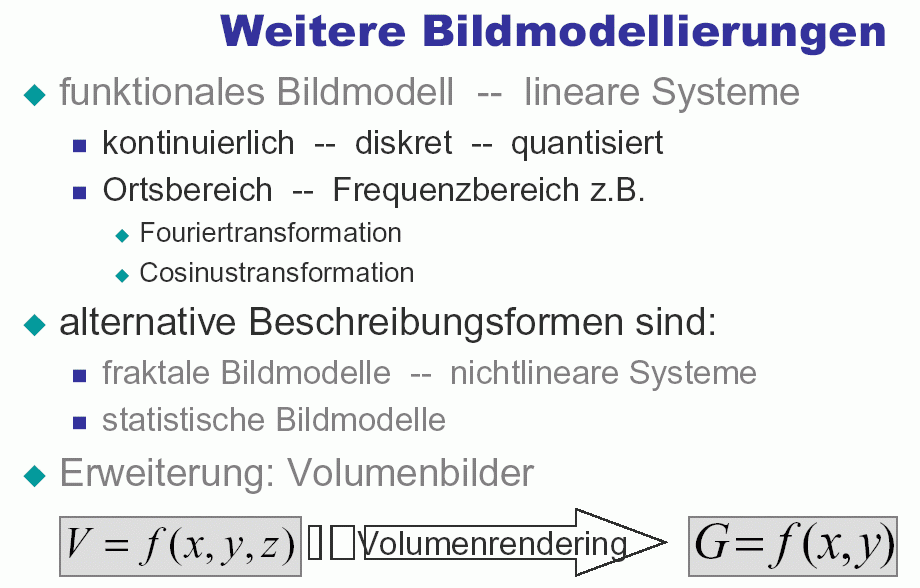 Weitere Bildmodellierungen
funktionales Bildmodell -- lineare Systeme
kontinuierlich -- diskret -- quantisiert
Ortsbereich -- Frequenzbereich z.B.
Fouriertransformation
Cosinustransformation
alternative Beschreibungsformen sind:
fraktale Bildmodelle -- nichtlineare Systeme
statistische Bildmodelle
Erweiterung: Volumenbilder
V = f(x, y, z) Volumenrendering G=f(x,y)